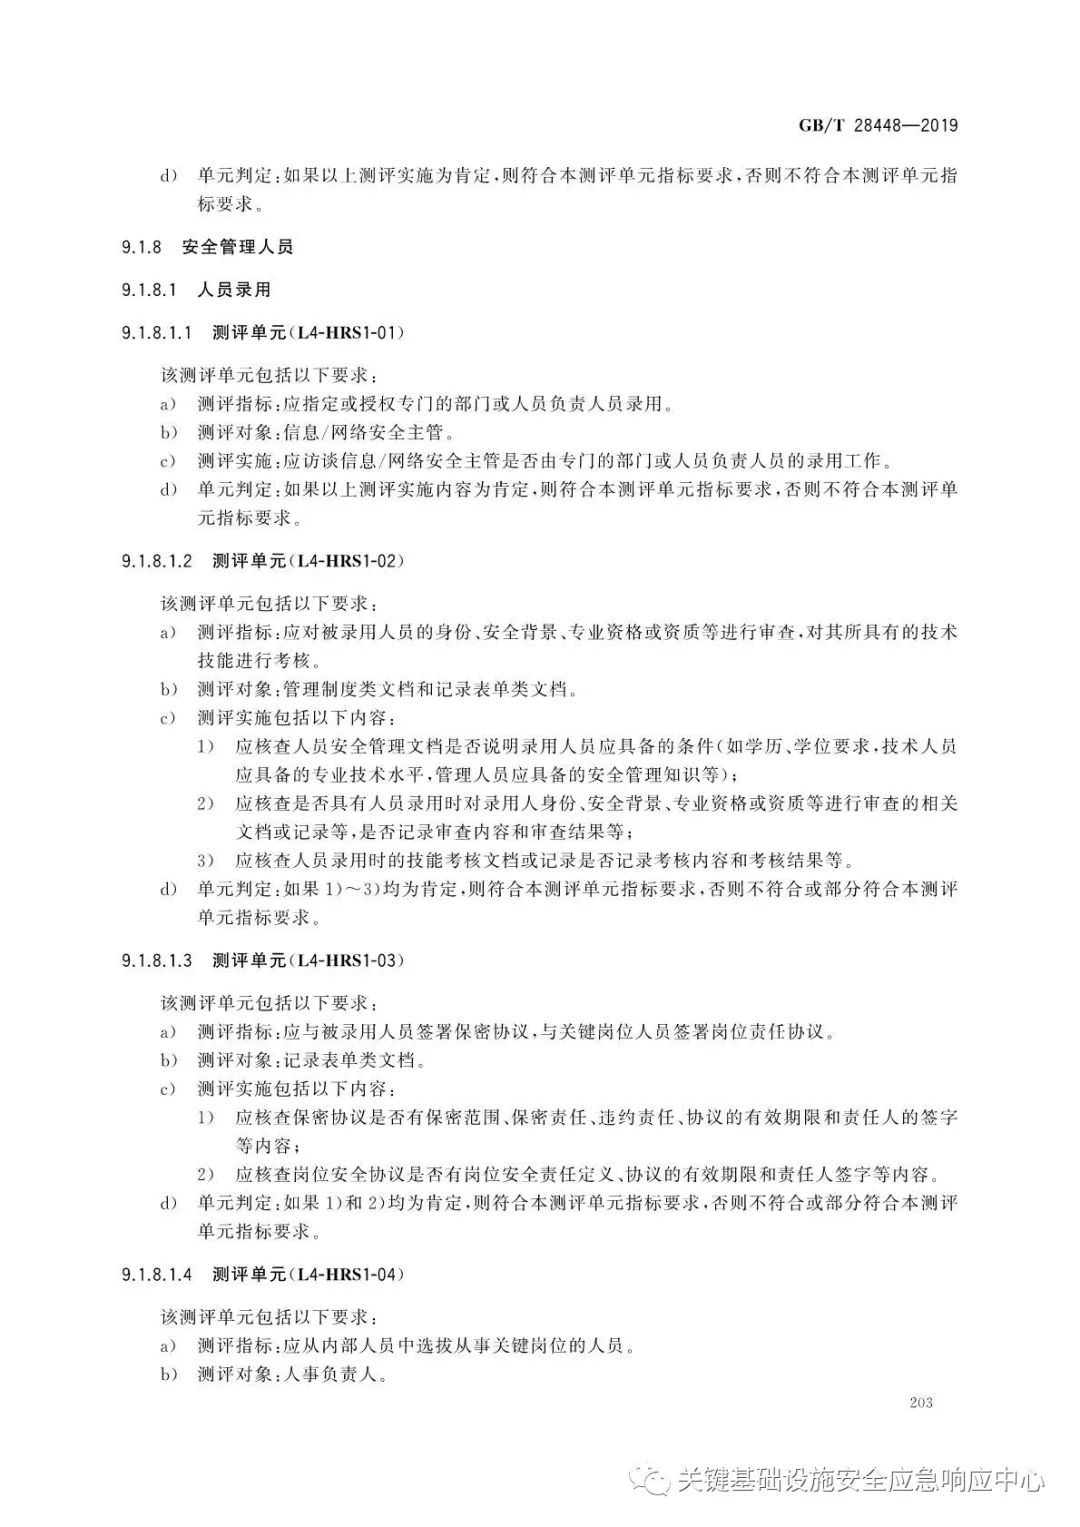 GB/T 28448—2019
d) 单元判定:如果以上测评实施为肯定,则符合本测评单元指标要求,否则不符合本测评单元指
标要求。
9.1.8 安全管理人员
9.1.8.1 人员录用
9.1.8.1.1 测评单元(L4-HRS1-01)
该测评单元包括以下要求:
a) 测评指标:应指定或授权专门的部门或人员负责人员录用。
b) 测评对象:信息/网络安全主管。
c) 测评实施:应访谈信息/网络安全主管是否由专门的部门或人员负责人员的录用工作。
d) 单元判定:如果以上测评实施内容为肯定,则符合本测评单元指标要求,否则不符合本测评单
元指标要求。
9.1.8.1.2 测评单元(L4-HRS1-02)
该测评单元包括以下要求:
a) 测评指标:应对被录用人员的身份、安全背景、专业资格或资质等进行审查,对其所具有的技术
技能进行考核。
b) 测评对象:管理制度类文档和记录表单类文档。
c) 测评实施包括以下内容:
1) 应核查人员安全管理文档是否说明录用人员应具备的条件(如学历、学位要求,技术人员
应具备的专业技术水平,管理人员应具备的安全管理知识等);
2) 应核查是否具有人员录用时对录用人身份、安全背景、专业资格或资质等进行审查的相关
文档或记录等,是否记录审查内容和审查结果等;
3) 应核查人员录用时的技能考核文档或记录是否记录考核内容和考核结果等。
d) 单元判定:如果1)~3)均为肯定,则符合本测评单元指标要求,否则不符合或部分符合本测评
单元指标要求。
9.1.8.1.3 测评单元(L4-HRS1-03)
该测评单元包括以下要求:
a) 测评指标:应与被录用人员签署保密协议,与关键岗位人员签署岗位责任协议。
b) 测评对象:记录表单类文档。
c) 测评实施包括以下内容:
1) 应核查保密协议是否有保密范围、保密责任、违约责任、协议的有效期限和责任人的签字
等内容;
2) 应核查岗位安全协议是否有岗位安全责任定义、协议的有效期限和责任人签字等内容。
d) 单元判定:如果1)和2)均为肯定,则符合本测评单元指标要求,否则不符合或部分符合本测评
单元指标要求。
9.1.8.1.4 测评单元(L4-HRS1-04)
该测评单元包括以下要求:
a) 测评指标:应从内部人员中选拔从事关键岗位的人员。
b) 测评对象:人事负责人。
203
关键基础设施安全应急响应中心